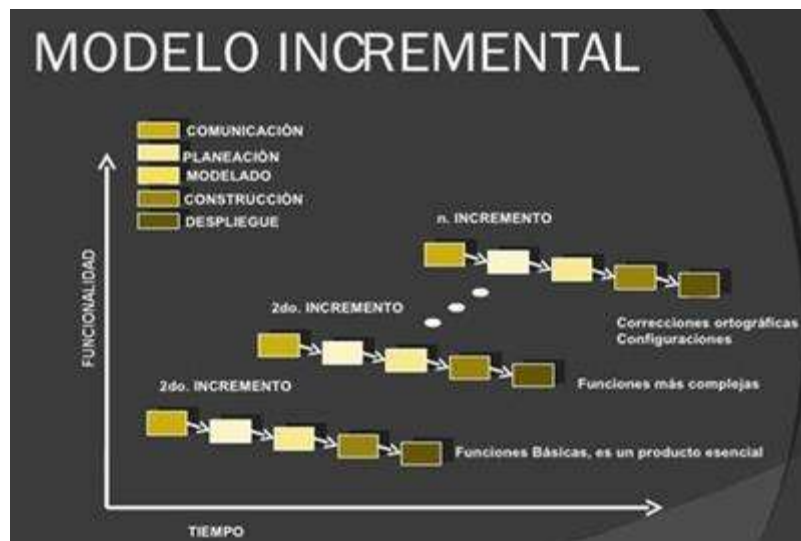 MODELO INCREMENTAL
COMUNICACIÓN
PLANEACIÓN
MODELADO
CONSTRUCCIÓN
DESPLIEGUE
n. INCREMENTO
FUNCIONALIDAD
2do. INCREMENTO
Correcciones ortográficas
Configuraciones
2do. INCREMENTO
Funciones más complejas
Funciones Básicas, es un producto esencial
TIEMPO